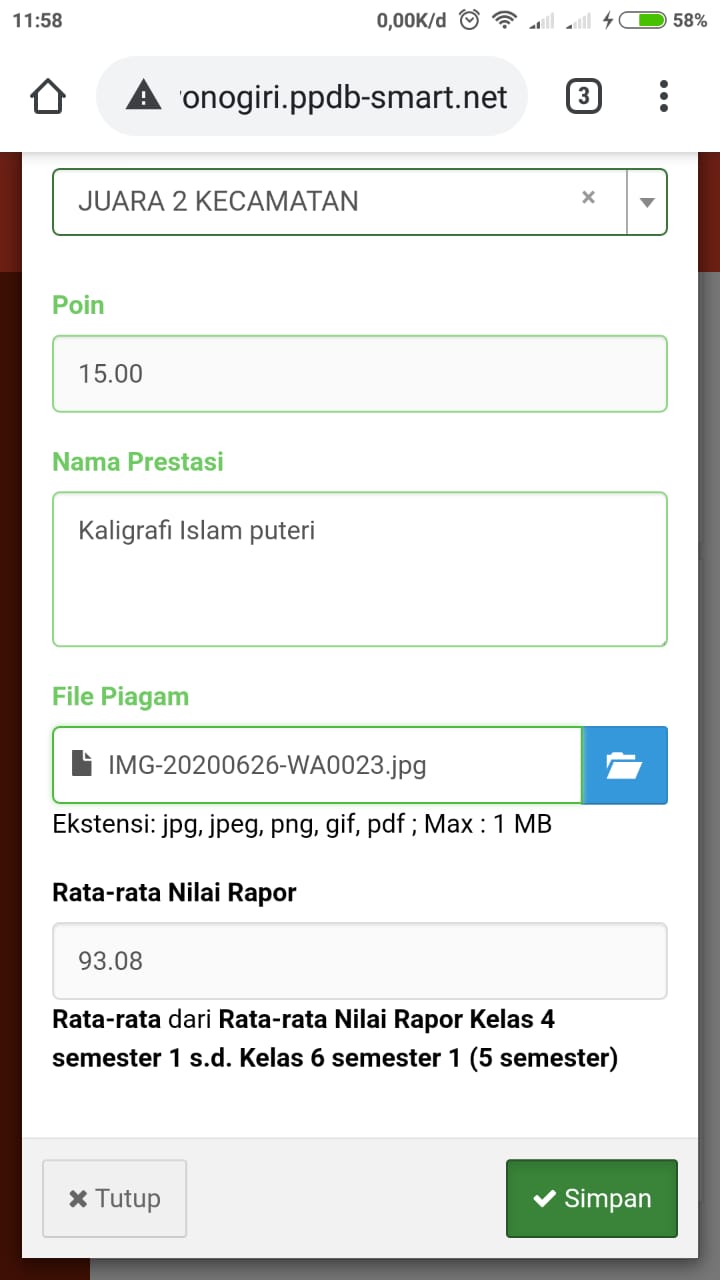 11:58
0,00K/d
58%
onogiri.ppdb-smart.net
3
JUARA 2 KECAMATAN
×
Poin
15.00
Nama Prestasi
Kaligrafi Islam puteri
File Piagam
IMG-20200626-WA0023.jpg
Ekstensi: jpg, jpeg, png, gif, pdf ; Max : 1 MB
Rata-rata Nilai Rapor
93.08
Rata-rata dari Rata-rata Nilai Rapor Kelas 4
semester 1 s.d. Kelas 6 semester 1 (5 semester)
Tutup
Simpan